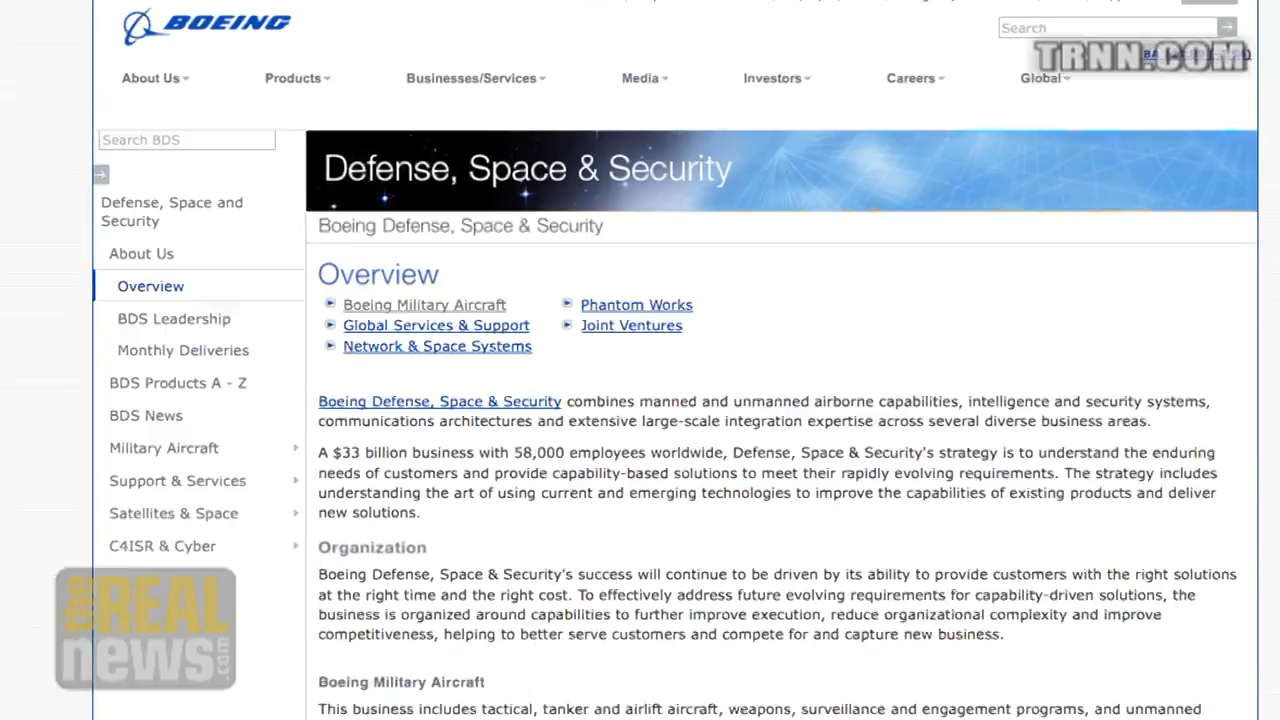 BOEING
Search
TRNN.COM
About Us
Products
Businesses/Services
Media
Investors
Careers
Global
Search BDS
Defense, Space & Security
Defense, Space and
Security
Boeing Defense, Space & Security
About Us
Overview
Overview
BDS Leadership
Monthly Deliveries
BDS Products A - Z
BDS News
Military Aircraft
Support & Services
Satellites & Space
C4ISR & Cyber
Boeing Military Aircraft
Phantom Works
Global Services & Support
Joint Ventures
Network & Space Systems
Boeing Defense, Space & Security combines manned and unmanned airborne capabilities, intelligence and security systems,
communications architectures and extensive large-scale integration expertise across several diverse business areas.
A $33 billion business with 58,000 employees worldwide, Defense, Space & Security's strategy is to understand the enduring
needs of customers and provide capability-based solutions to meet their rapidly evolving requirements. The strategy includes
understanding the art of using current and emerging technologies to improve the capabilities of existing products and deliver
new solutions.
Organization
Boeing Defense, Space & Security's success will continue to be driven by its ability to provide customers with the right solutions
at the right time and the right cost. To effectively address future evolving requirements for capability-driven solutions, the
business is organized around capabilities to further improve execution, reduce organizational complexity and improve
competitiveness, helping to better serve customers and compete for and capture new business.
Boeing Military Aircraft
This business includes tactical, tanker and airlift aircraft, weapons, surveillance and engagement programs, and unmanned
the REAL
news.com